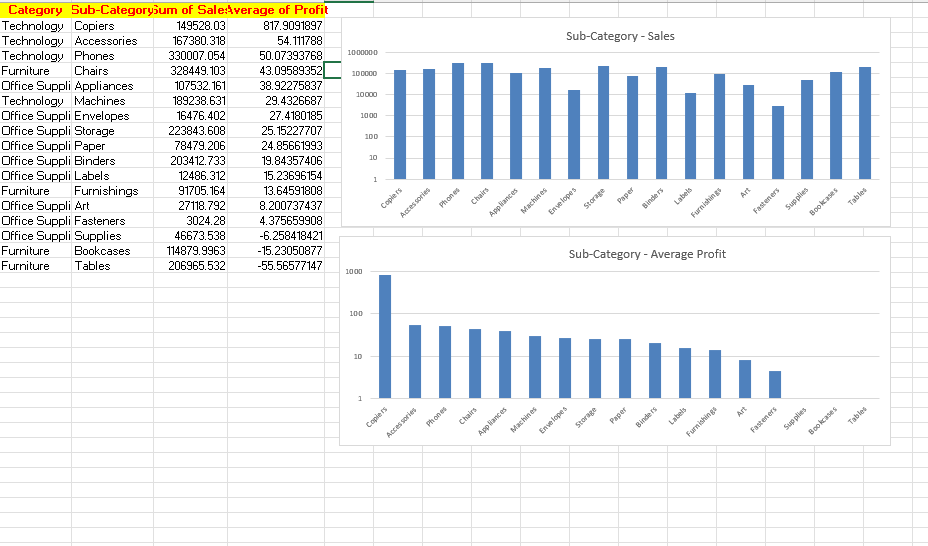 Category Sub-Category Sum of Sale Average of Profit
Technology Copiers 149528.03 817.9091897
Technology Accessories 167380.318 54.111788
Technology Phones 330007.054 50.07393768
Furniture Chairs 328449.103 43.09589352
Office Suppli Appliances 107532.161 38.92275837
Technology Machines 189238.631 29.4326687
Office Suppli Envelopes 16476.402 27.4180185
Office Suppli Storage 223843.608 25.15227707
Office Suppli Paper 78479.206 24.85661993
Office Suppli Binders 203412.733 19.84357406
Office Suppli Labels 12486.312 15.23696154
Furniture Furnishings 91705.164 13.64591808
Office Suppli Art 27118.792 8.200737437
Office Suppli Fasteners 3024.28 4.375659908
Office Suppli Supplies 46673.538 -6.258418421
Furniture Bookcases 114879.9963 -15.23050877
Furniture Tables 206965.532 -55.56577147
Sub-Category - Sales
1000000
100000
10000
1000
100
10
1
Copiers Accessories Phones Chairs Appliances Machines Envelopes Storage Paper Binders Labels Furnishings Art Fasteners Supplies Bookcases Tables
Sub-Category - Average Profit
1000
100
10
1
Copiers Accessories Phones Chairs Appliances Machines Envelopes Storage Paper Binders Labels Furnishings Art Fasteners Supplies Bookcases Tables